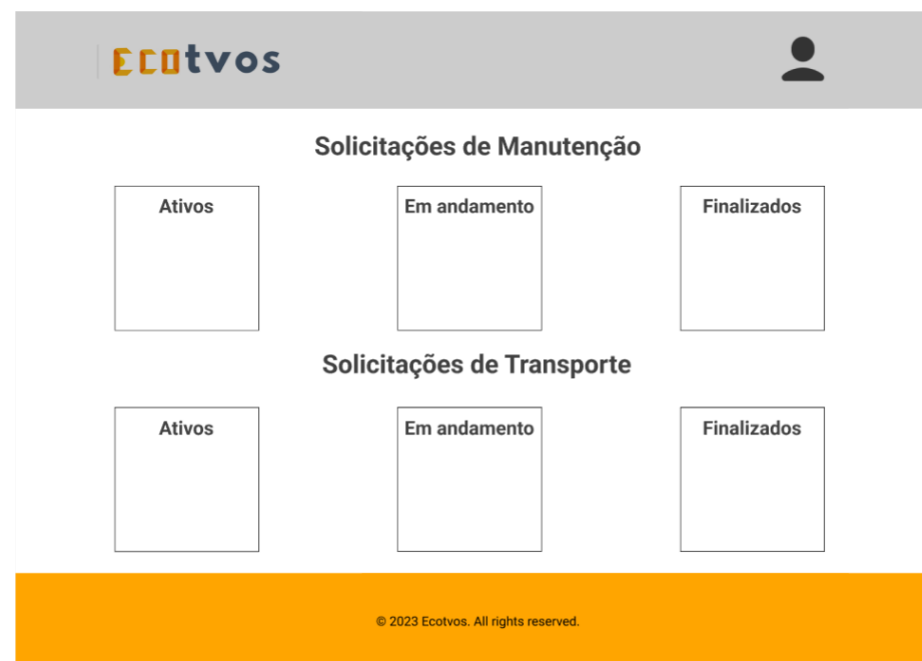 Ecotvos
Solicitações de Manutenção
Ativos
Em andamento
Finalizados
Solicitações de Transporte
Ativos
Em andamento
Finalizados
© 2023 Ecotvos. All rights reserved.